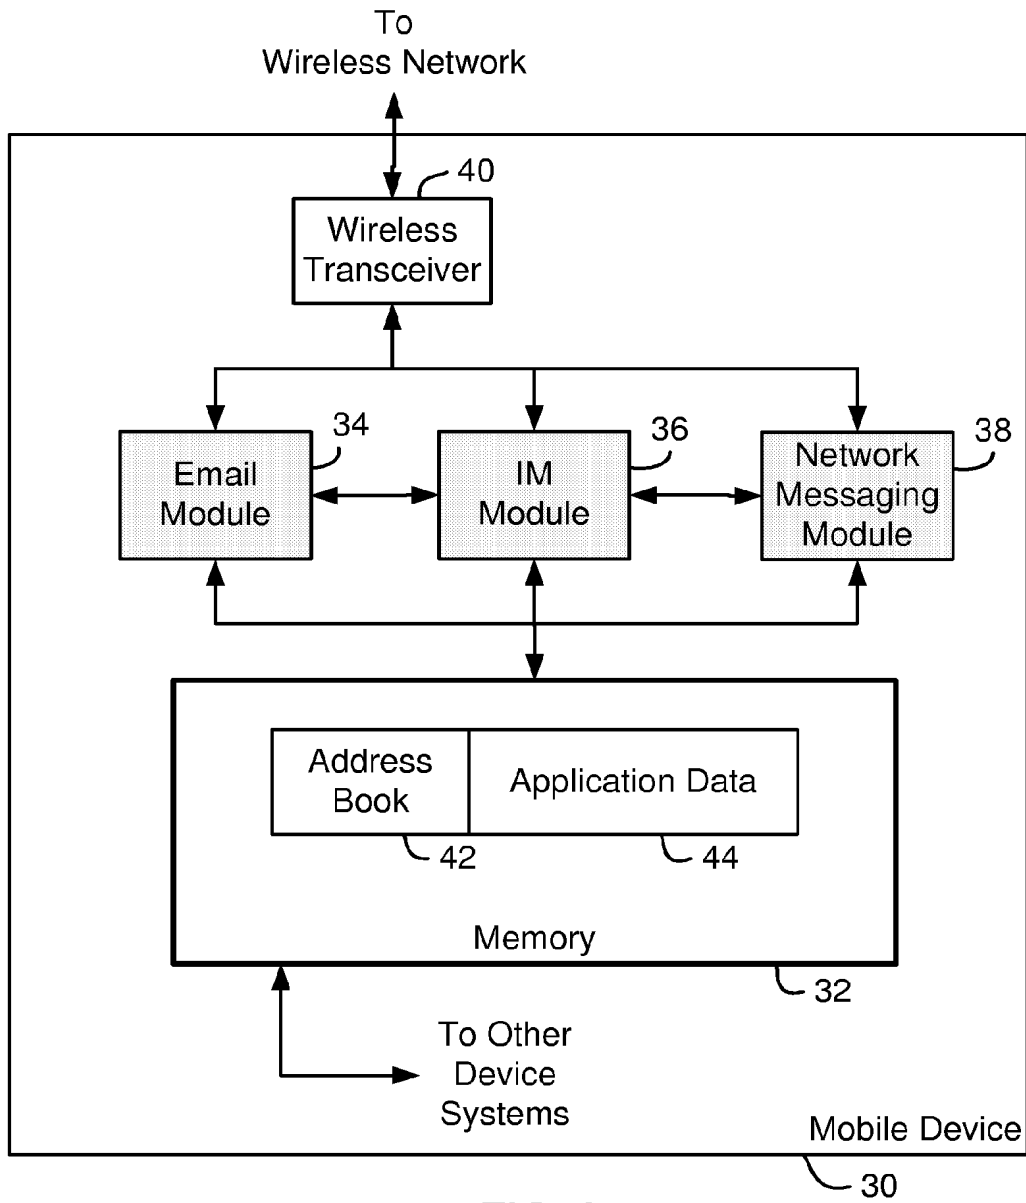 To
Wireless Network
40
Wireless
Transceiver
34
36
38
Email
Module
IM
Module
Network
Messaging
Module
Address
Book
Application Data
42
44
Memory
32
To Other
Device
Systems
Mobile Device
30